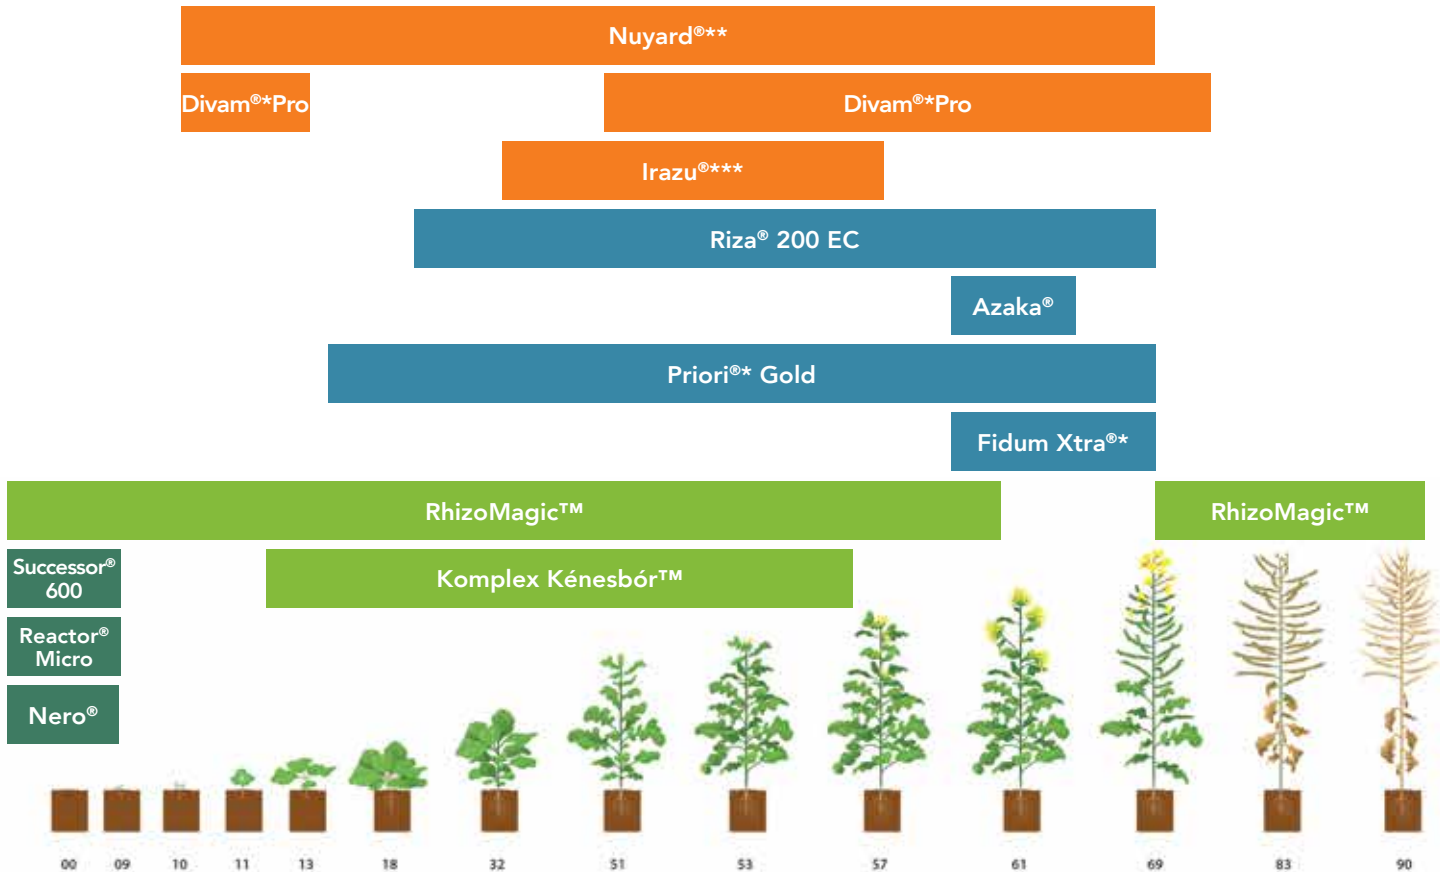 Nuyard®**
Divam®*Pro
Divam®*Pro
Irazu®***
Riza® 200 EC
Azaka®
Priori®* Gold
Fidum Xtra®*
RhizoMagic™
RhizoMagic™
Successor®
600
Komplex Kénesbór™
Reactor®
Micro
Nero®
00 09 10 11 13 18 32 51 53 57 61 69 83 90